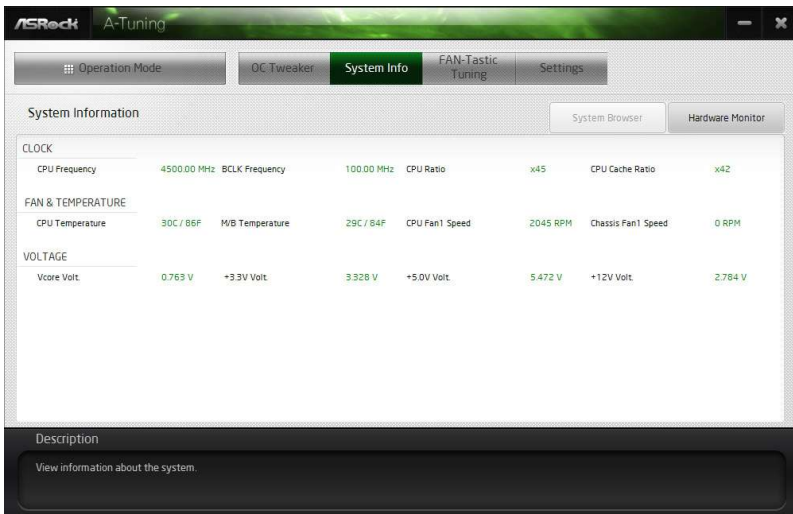 ASRock A-Tuning
Operation Mode OC Tweaker System Info FAN-Tastic Tuning Settings
System Information System Browser Hardware Monitor
CLOCK
CPU Frequency 4500.00 MHz BCLK Frequency 100.00 MHz CPU Ratio x45 CPU Cache Ratio x42
FAN & TEMPERATURE
CPU Temperature 30C / 86F M/B Temperature 29C / 84F CPU Fan1 Speed 2045 RPM Chassis Fan1 Speed 0 RPM
VOLTAGE
Vcore Volt. 0.763 V +3.3V Volt. 3.328 V +5.0V Volt. 5.472 V +12V Volt. 2.784 V
Description
View information about the system.